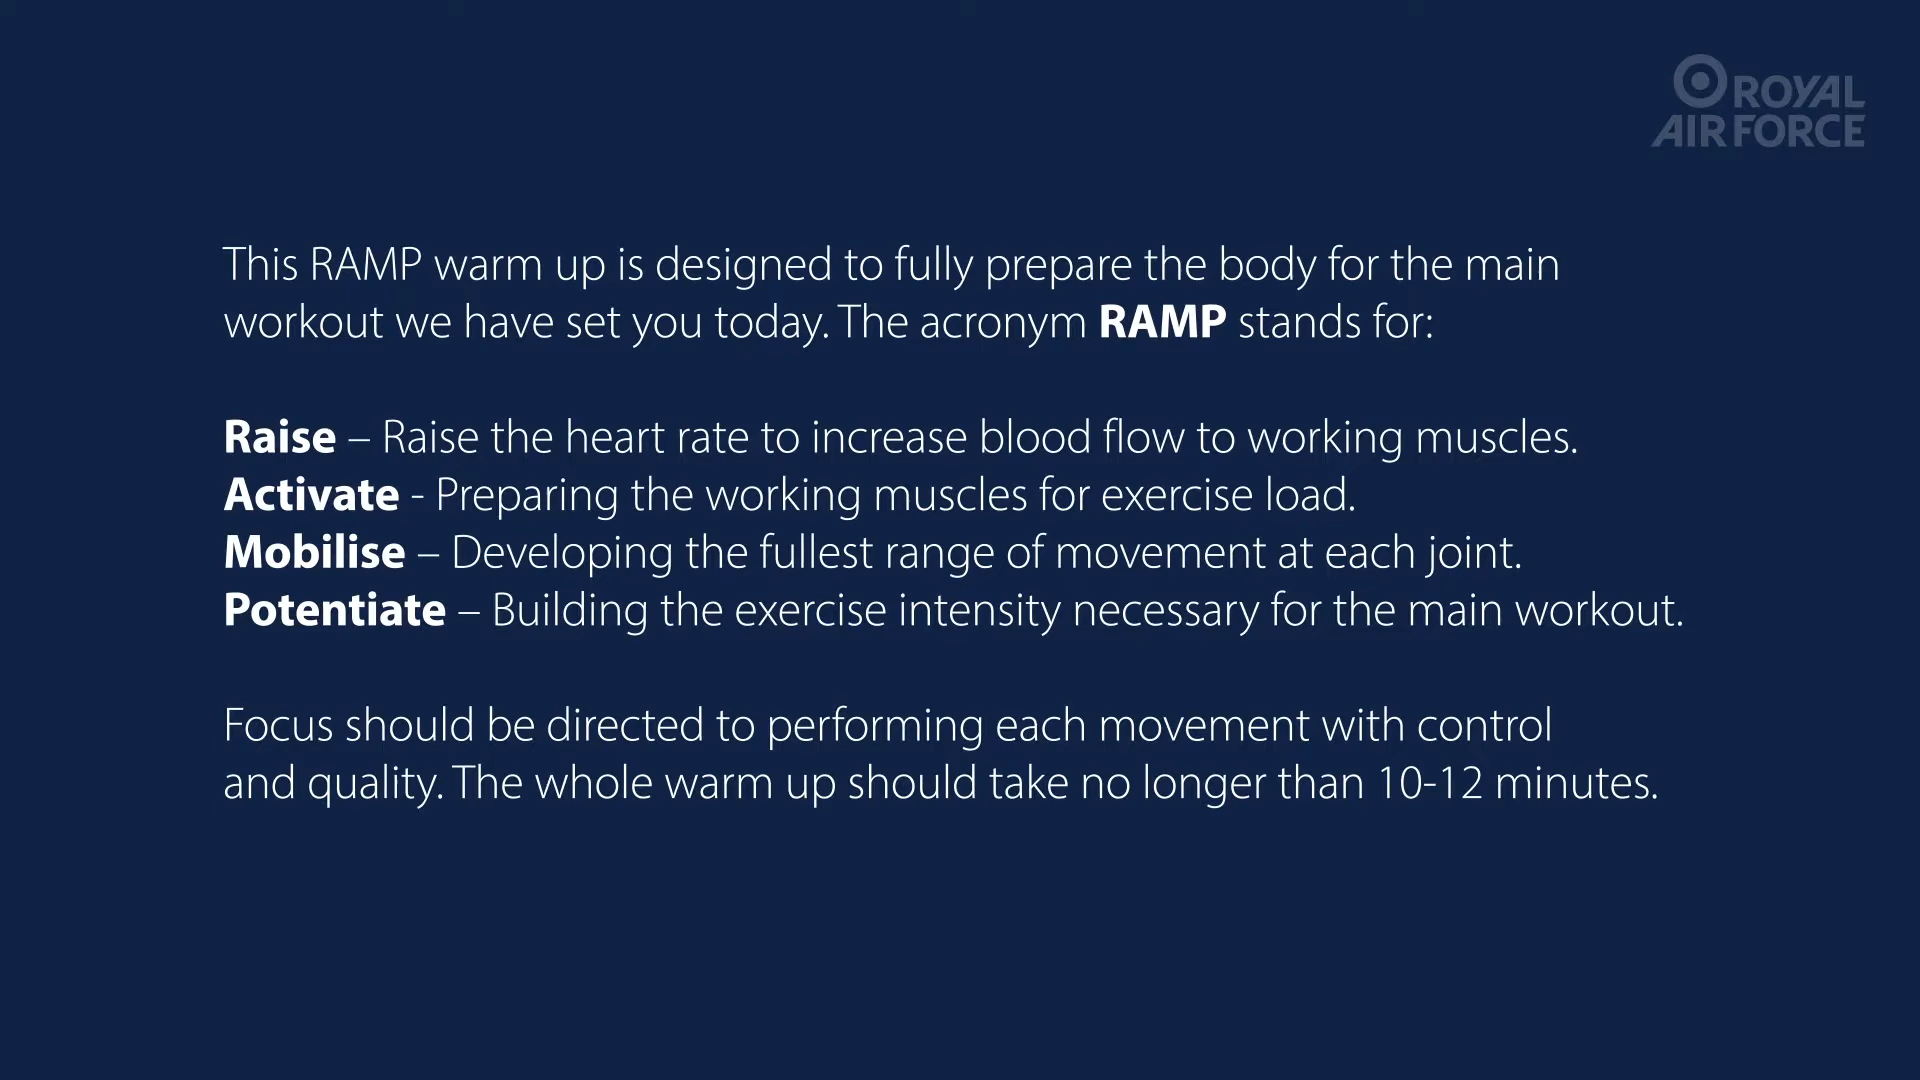 ROYAL
AIR FORCE
This RAMP warm up is designed to fully prepare the body for the main
workout we have set you today. The acronym RAMP stands for:
Raise – Raise the heart rate to increase blood flow to working muscles.
Activate - Preparing the working muscles for exercise load.
Mobilise – Developing the fullest range of movement at each joint.
Potentiate – Building the exercise intensity necessary for the main workout.
Focus should be directed to performing each movement with control
and quality. The whole warm up should take no longer than 10-12 minutes.